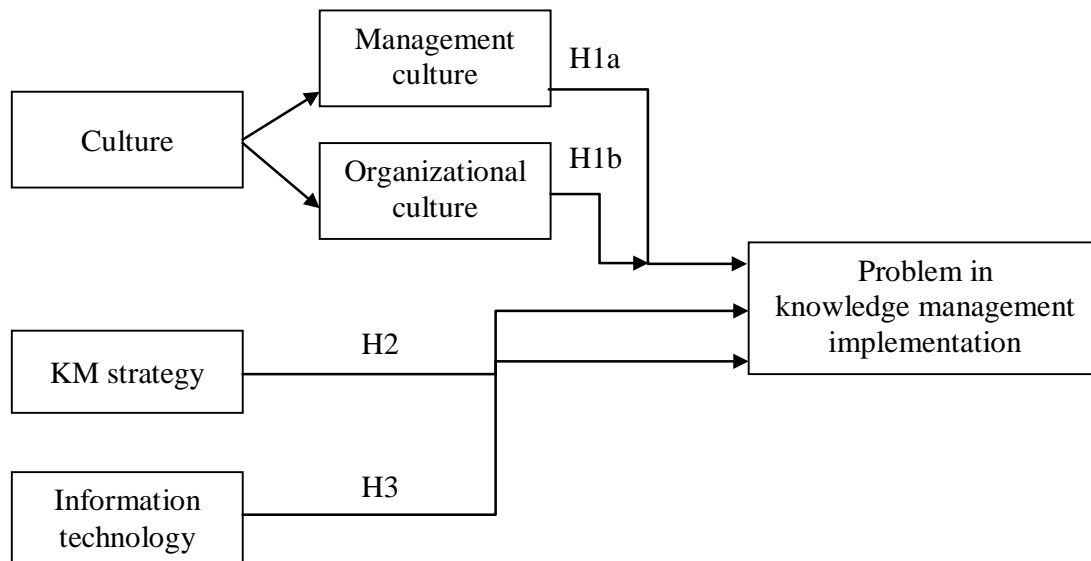 Management
culture
H1a
Culture
Organizational
culture
H1b
Problem in
knowledge management
implementation
KM strategy
H2
Information
technology
H3